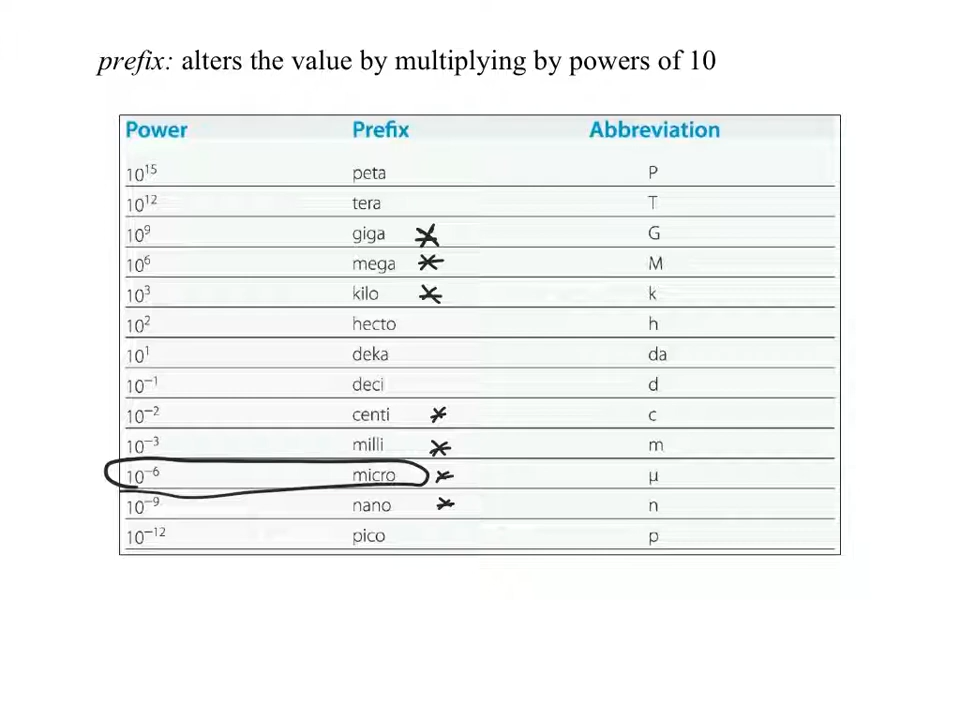 prefix: alters the value by multiplying by powers of 10
Power Prefix Abbreviation
10¹⁵ peta P
10¹² tera T
10⁹ giga G
10⁶ mega M
10³ kilo k
10² hecto h
10¹ deka da
10⁻¹ deci d
10⁻² centi c
10⁻³ milli m
10⁻⁶ micro μ
10⁻⁹ nano n
10⁻¹² pico p